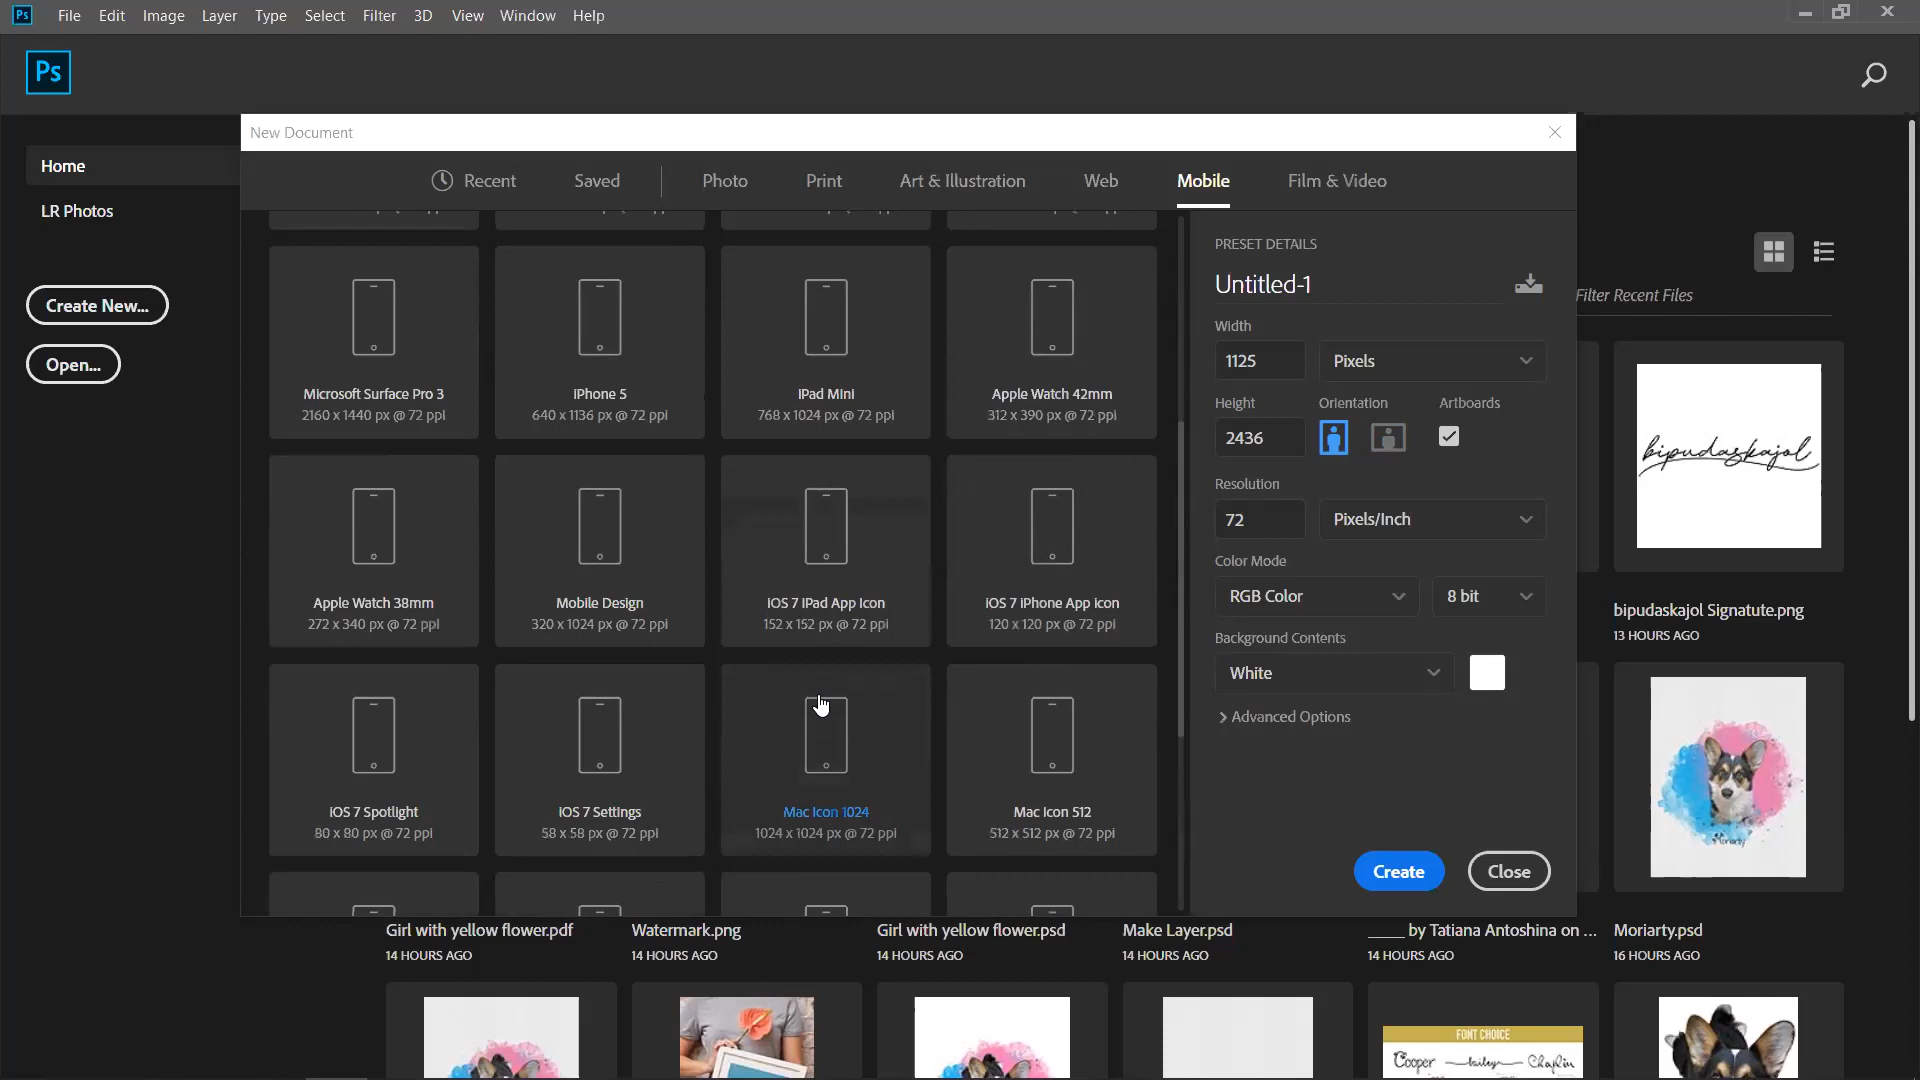 Ps File Edit Image Layer Type Select Filter 3D View Window Help
Ps
New Document
Home
LR Photos
Create New...
Open...
Recent Saved Photo Print Art & Illustration Web Mobile Film & Video
Microsoft Surface Pro 3
2160 x 1440 px @ 72 ppi
iPhone 5
640 x 1136 px @ 72 ppi
iPad Mini
768 x 1024 px @ 72 ppi
Apple Watch 42mm
312 x 390 px @ 72 ppi
Apple Watch 38mm
272 x 340 px @ 72 ppi
Mobile Design
320 x 1024 px @ 72 ppi
iOS 7 iPad App Icon
152 x 152 px @ 72 ppi
iOS 7 iPhone App icon
120 x 120 px @ 72 ppi
iOS 7 Spotlight
80 x 80 px @ 72 ppi
iOS 7 Settings
58 x 58 px @ 72 ppi
Mac Icon 1024
1024 x 1024 px @ 72 ppi
Mac Icon 512
512 x 512 px @ 72 ppi
PRESET DETAILS
Untitled-1
Width
1125 Pixels
Height Orientation Artboards
2436
Resolution
72 Pixels/Inch
Color Mode
RGB Color 8 bit
Background Contents
White
Advanced Options
Create Close
Filter Recent Files
bipudaskajol
bipudaskajol Signatute.png
13 HOURS AGO
Moriarty
Girl with yellow flower.pdf
14 HOURS AGO
Watermark.png
14 HOURS AGO
Girl with yellow flower.psd
14 HOURS AGO
Make Layer.psd
14 HOURS AGO
_____ by Tatiana Antoshina on ...
14 HOURS AGO
Moriarty.psd
16 HOURS AGO
FONT CHOICE
Cooper bailey Chaplin